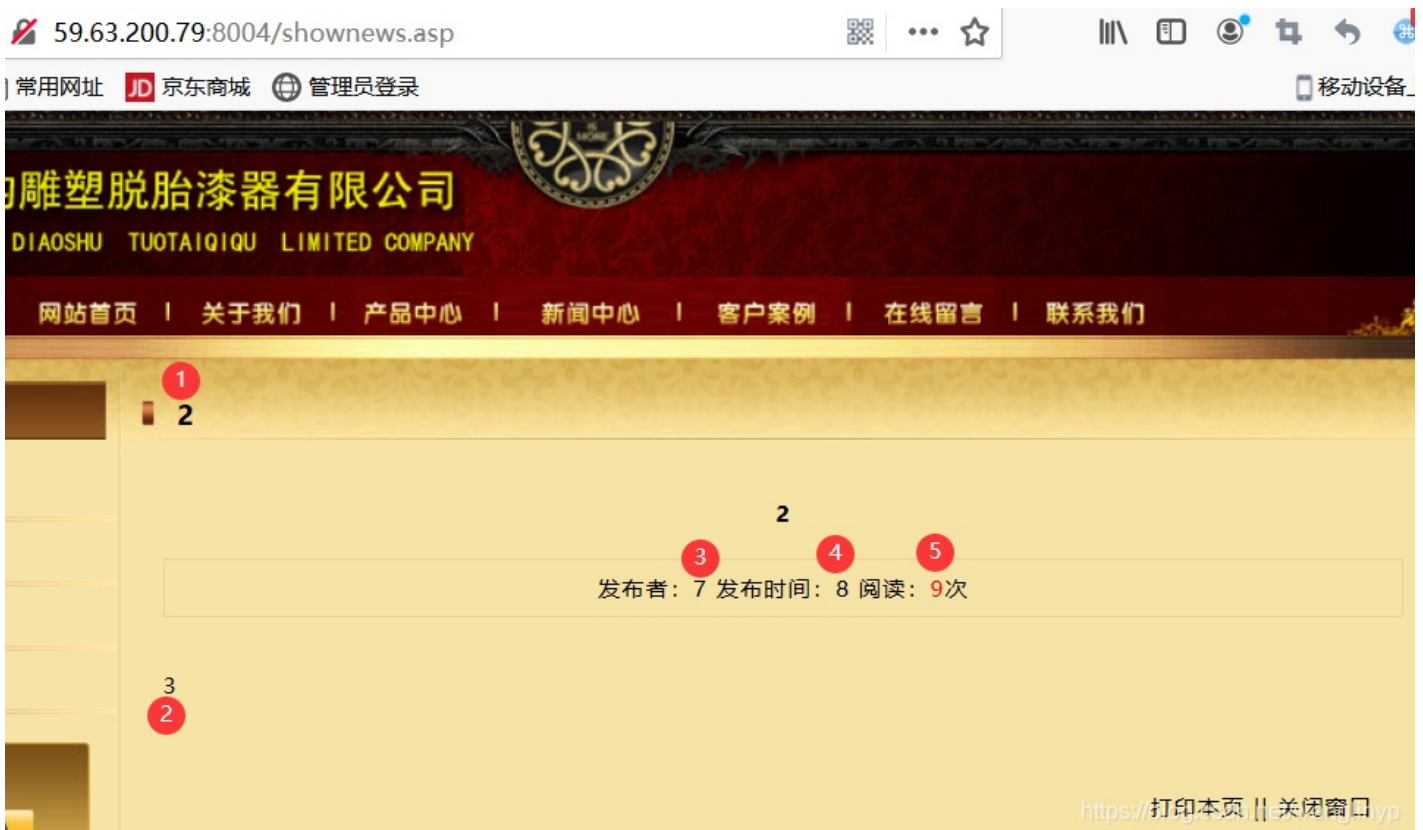 59.63.200.79:8004/shownews.asp
常用网址 京东商城 管理员登录 移动设备
JD
IS
MORE
雕塑脱胎漆器有限公司
DIAOSHU TUOTAIQIQU LIMITED COMPANY
网站首页 | 关于我们 | 产品中心 | 新闻中心 | 客户案例 | 在线留言 | 联系我们
1
2
2
3 4 5
发布者：7 发布时间：8 阅读：9次
3
2
打印本页 || 关闭窗口